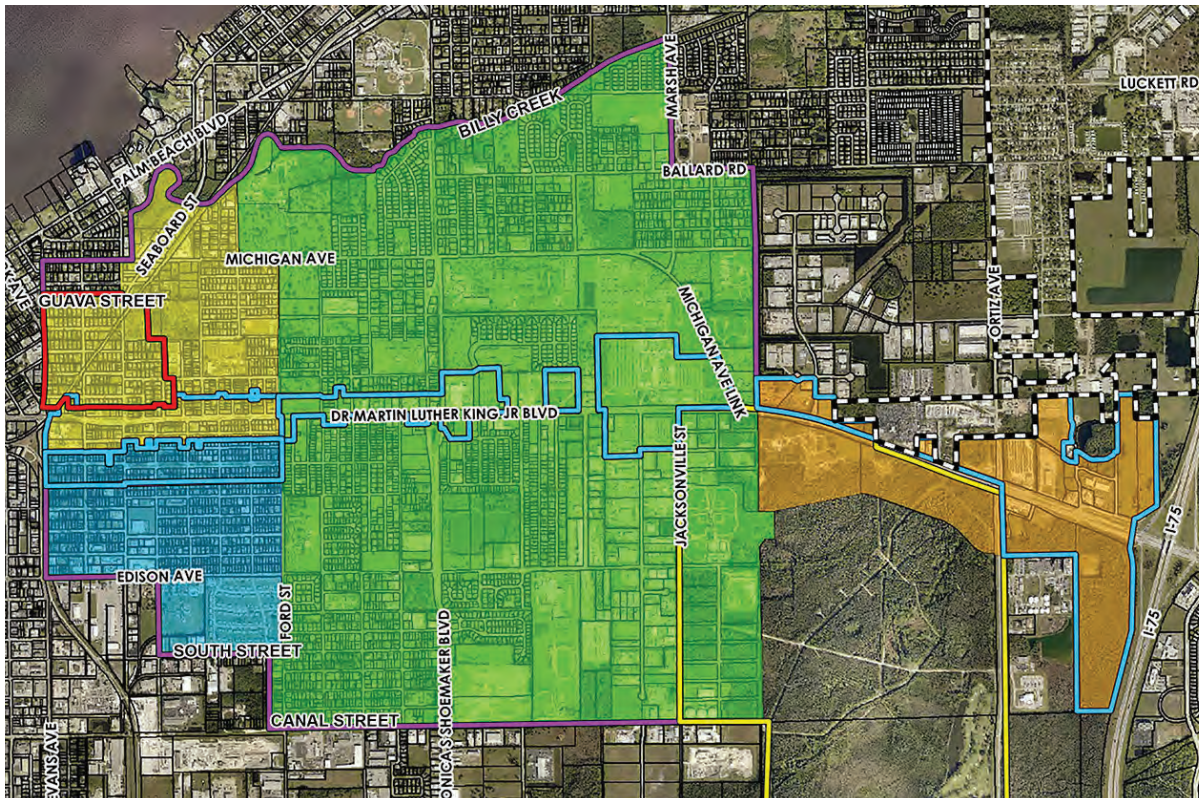 LUCKETT RD
MARSH AVE
BILLY CREEK
PALM BEACH BLVD
BALLARD RD
SEABOARD ST
MICHIGAN AVE
AVE
GUAVA STREET
ORTIZ AVE
MICHIGAN AVE LINK
DR MARTIN LUTHER KING JR BLVD
JACKSONVILLE ST
I-75
EDISON AVE
FORD ST
I-75
SOUTH STREET
CANAL STREET
EVANS AVE
ONICA S SHOEMAKER BLVD